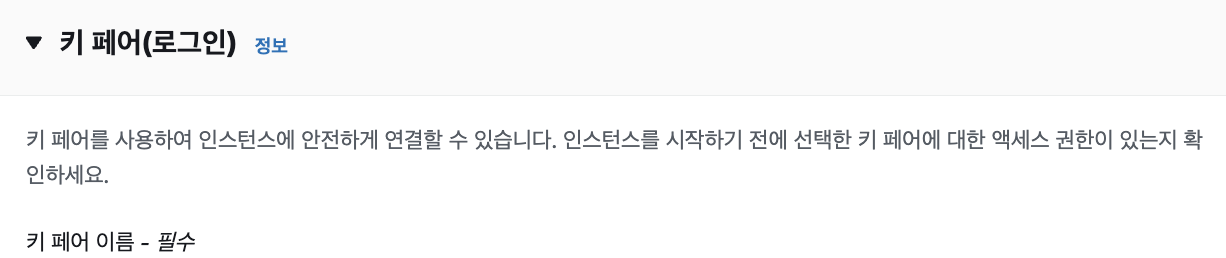 ▼ 키 페어(로그인) 정보
키 페어를 사용하여 인스턴스에 안전하게 연결할 수 있습니다. 인스턴스를 시작하기 전에 선택한 키 페어에 대한 액세스 권한이 있는지 확
인하세요.
키 페어 이름 - 필수